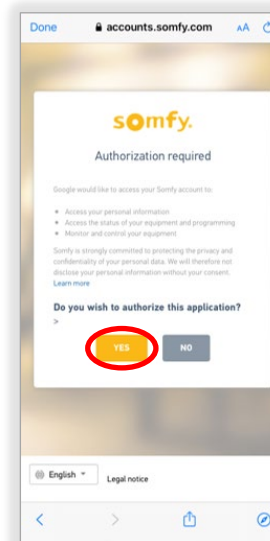 Done accounts.somfy.com AA
somfy.
Authorization required
Google would like to access your Somfy account to:
Access your personal information
Access the status of your equipment and programming
Monitor and control your equipment
Somfy is strongly committed to protecting the privacy and
confidentiality of your personal data. We will therefore not
disclose your personal information without your consent.
Learn more
Do you wish to authorize this application?
>
YES NO
English Legal notice